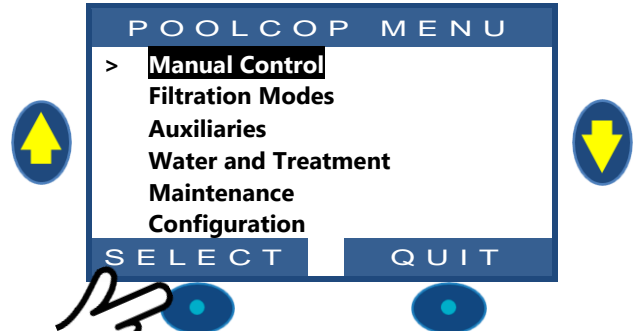 POOLCOP MENU
> Manual Control
Filtration Modes
Auxiliaries
Water and Treatment
Maintenance
Configuration
SELECT QUIT